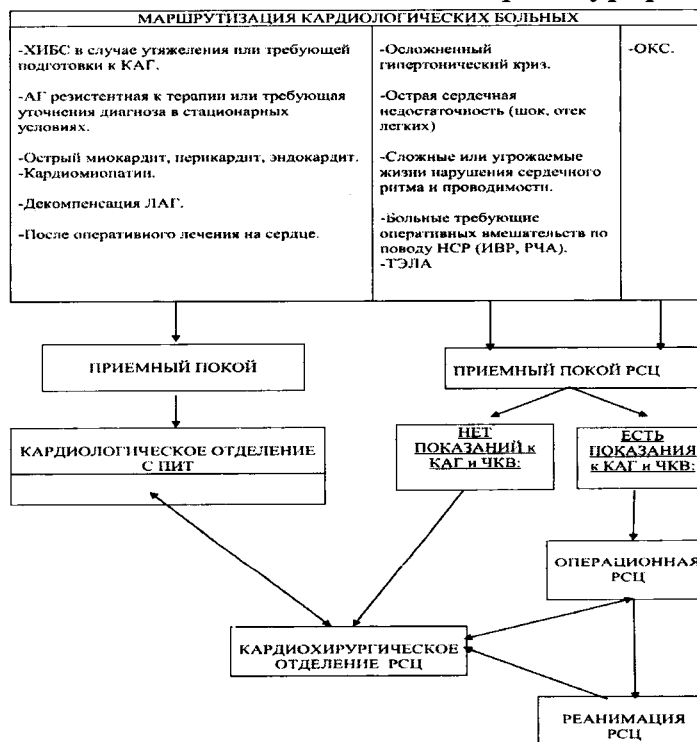 МАРШРУТИЗАЦИЯ КАРДИОЛОГИЧЕСКИХ БОЛЬНЫХ
-ХИБС в случае утяжеления или требующей
подготовки к КАГ.
-АГ резистентная к терапии или требующая
уточнения диагноза в стационарных
условиях.
-Острый миокардит, перикардит, эндокардит.
-Кардиомиопатии.
-Декомпенсация ЛАГ.
-После оперативного лечения на сердце.
-Осложненный
гипертонический криз.
-Острая сердечная
недостаточность (шок, отек
легких)
-Сложные или угрожаемые
жизни нарушения сердечного
ритма и проводимости.
-Больные требующие
оперативных вмешательств по
поводу НСР (ИВР, РЧА).
-ТЭЛА
-ОКС.
ПРИЕМНЫЙ ПОКОЙ
ПРИЕМНЫЙ ПОКОЙ РСЦ
КАРДИОЛОГИЧЕСКОЕ ОТДЕЛЕНИЕ
С ПИТ
НЕТ
ПОКАЗАНИЙ к
КАГ и ЧКВ:
ЕСТЬ
ПОКАЗАНИЯ
к КАГ и ЧКВ:
ОПЕРАЦИОННАЯ
РСЦ
КАРДИОХИРУРГИЧЕСКОЕ
ОТДЕЛЕНИЕ РСЦ
РЕАНИМАЦИЯ
РСЦ